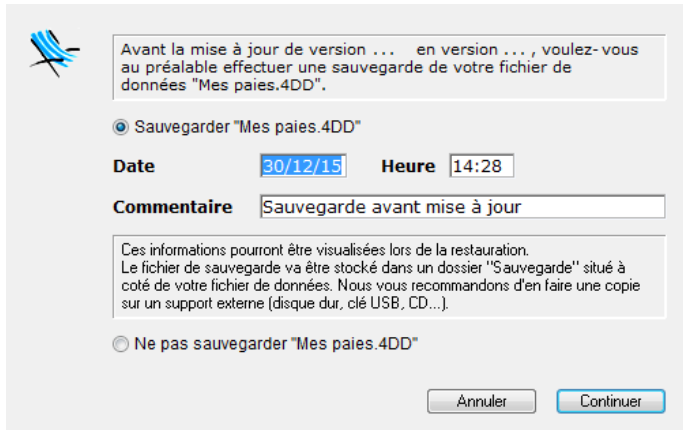 Avant la mise à jour de version ... en version ... , voulez-vous
au préalable effectuer une sauvegarde de votre fichier de
données "Mes paies.4DD".
Sauvegarder "Mes paies.4DD"
Date 30/12/15 Heure 14:28
Commentaire Sauvegarde avant mise à jour
Ces informations pourront être visualisées lors de la restauration.
Le fichier de sauvegarde va être stocké dans un dossier "Sauvegarde" situé à
coté de votre fichier de données. Nous vous recommandons d'en faire une copie
sur un support externe (disque dur, clé USB, CD...).
Ne pas sauvegarder "Mes paies.4DD"
Annuler Continuer